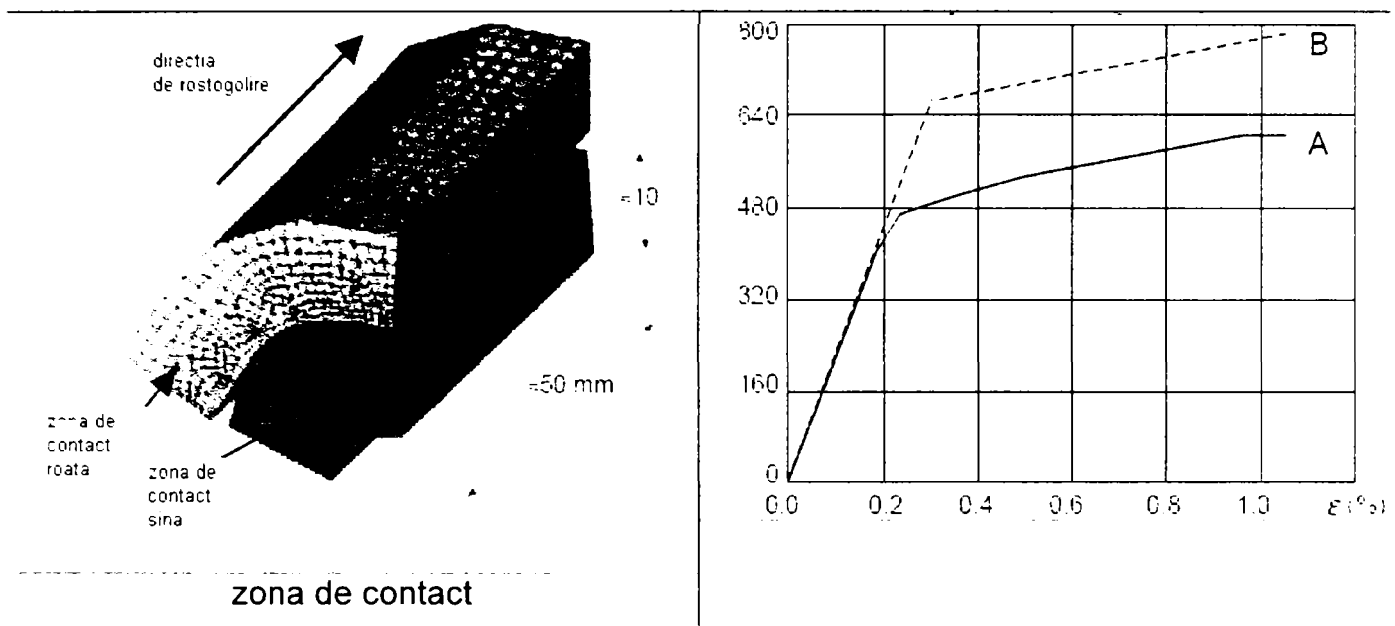 directia
de rostogolire
≈10
≈50 mm
zona de
contact
roata
zona de
contact
sina
zona de contact
800
640
480
320
160
0
0.0 0.2 0.4 0.6 0.8 1.0 ε(%)
B
A